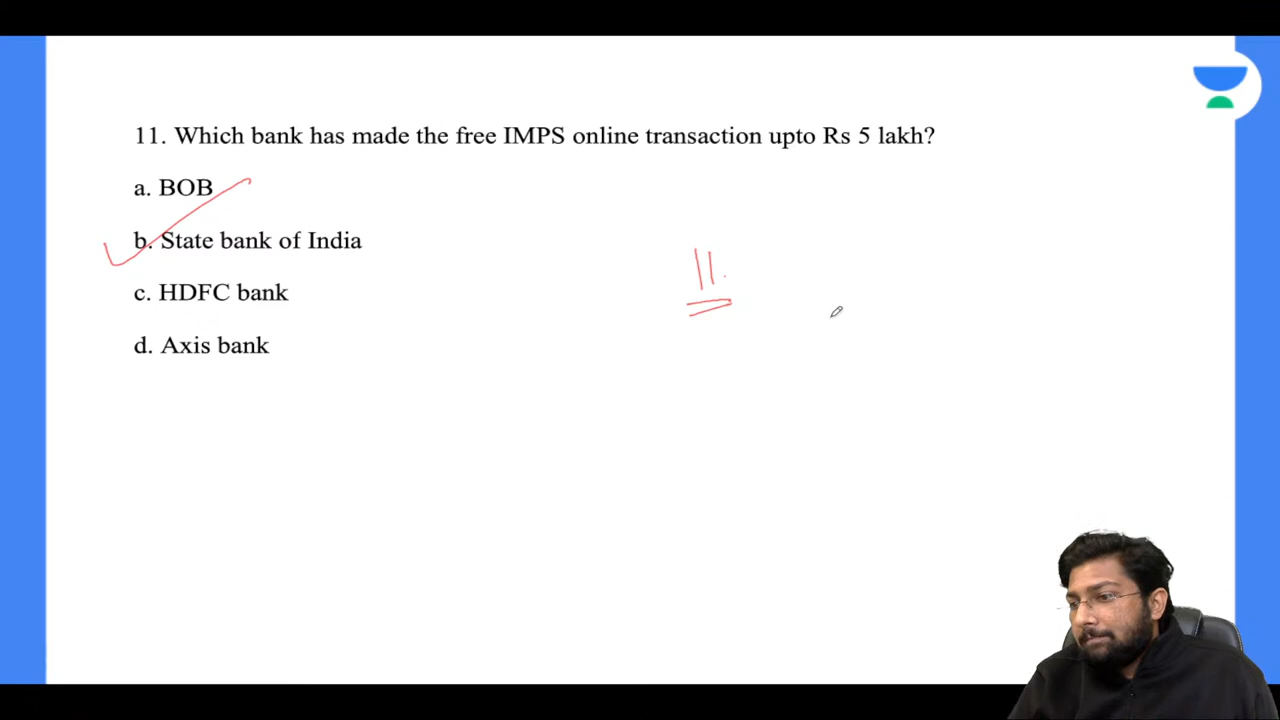 11. Which bank has made the free IMPS online transaction upto Rs 5 lakh?
a. BOB
b. State bank of India
c. HDFC bank
d. Axis bank
11.